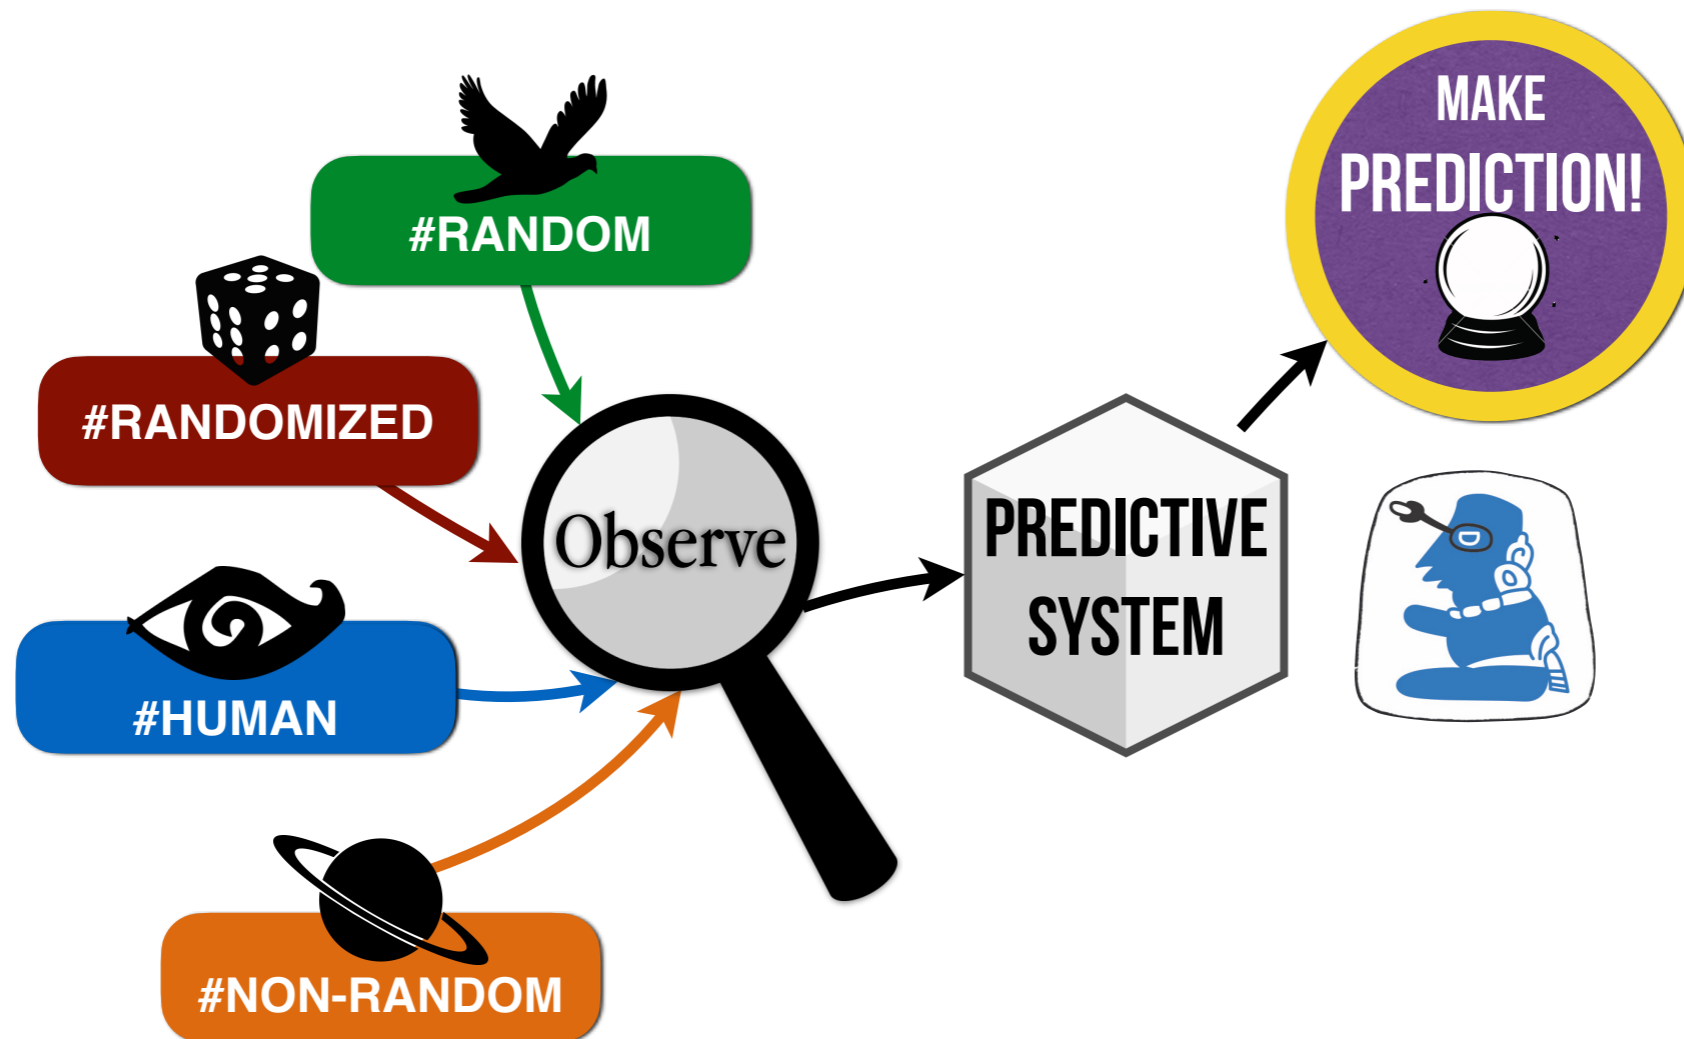 #RANDOM
#RANDOMIZED
#HUMAN
#NON-RANDOM
Observe
PREDICTIVE
SYSTEM
MAKE
PREDICTION!